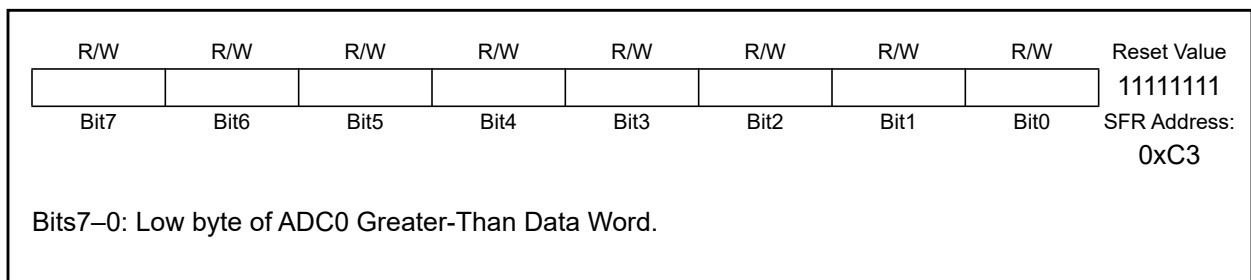 R/W R/W R/W R/W R/W R/W R/W R/W Reset Value
11111111
Bit7 Bit6 Bit5 Bit4 Bit3 Bit2 Bit1 Bit0 SFR Address:
0xC3
Bits7–0: Low byte of ADC0 Greater-Than Data Word.